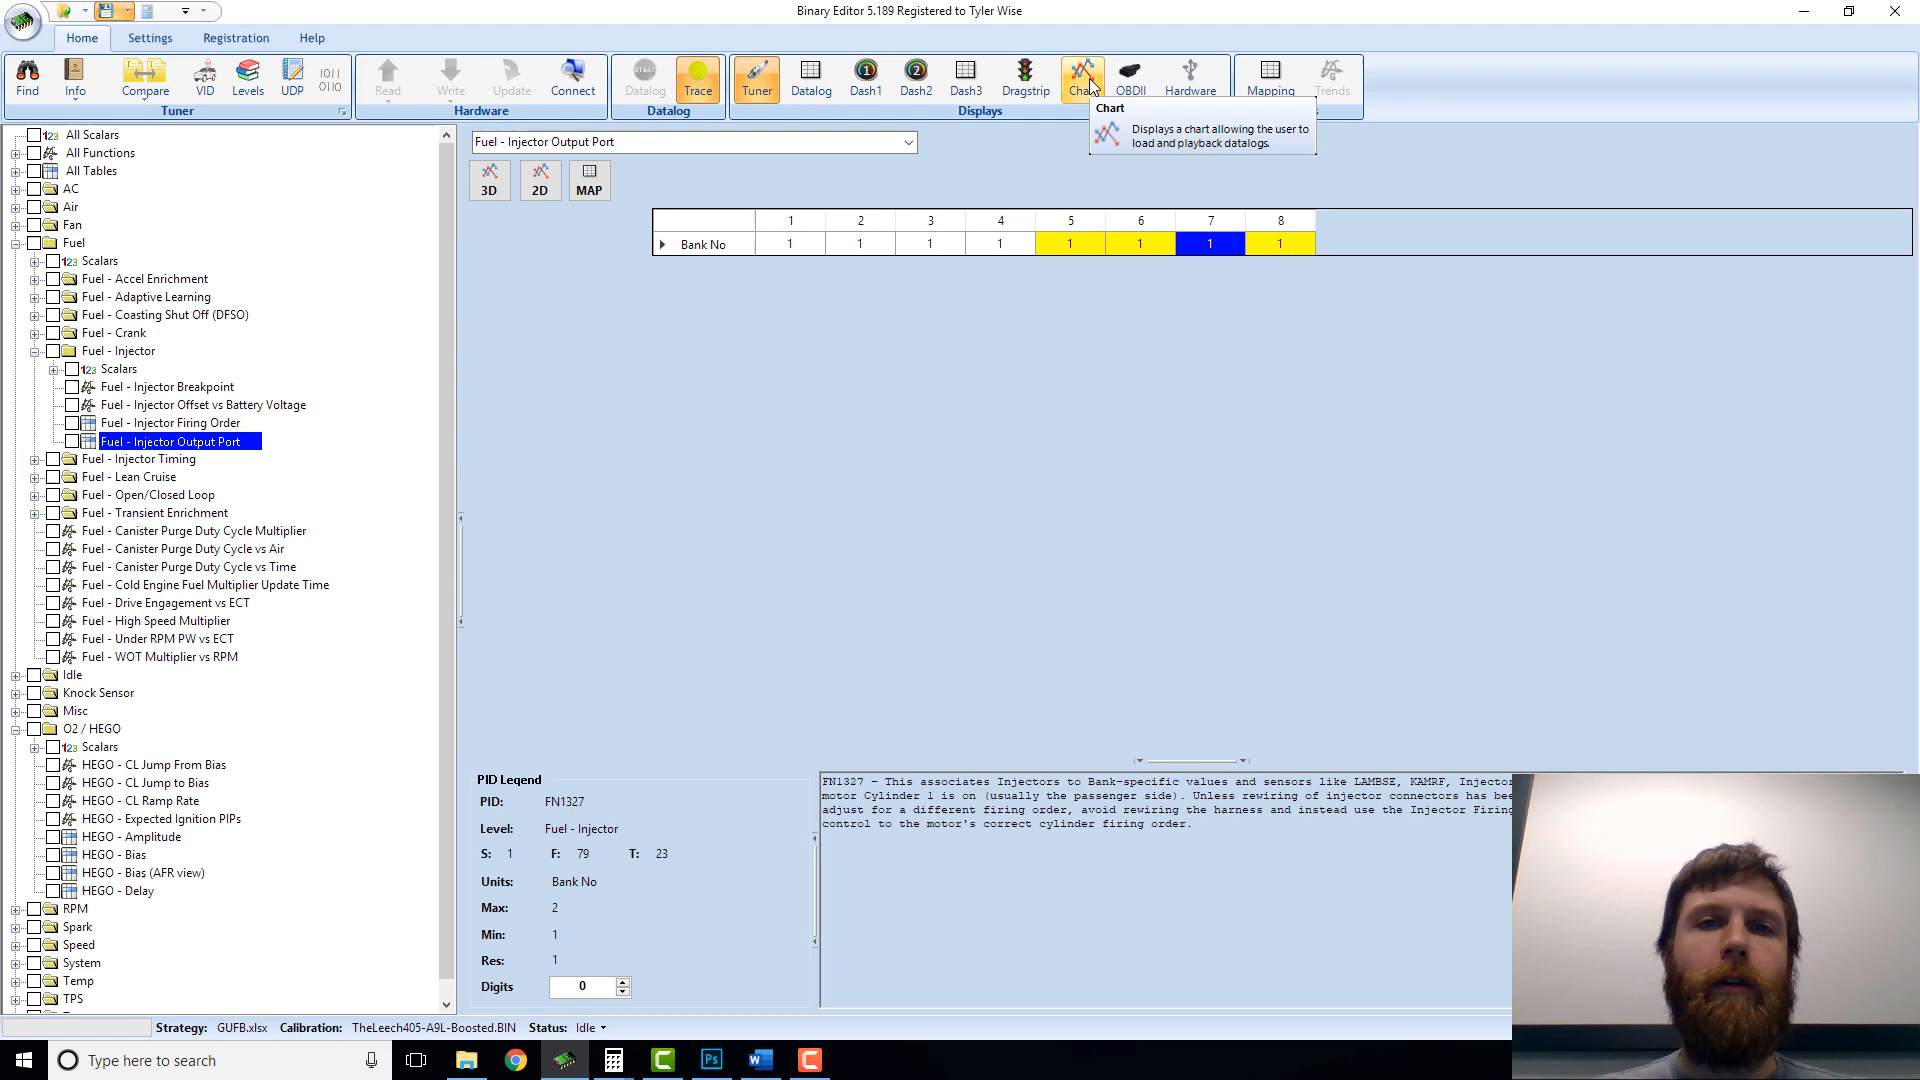 Binary Editor 5.189 Registered to Tyler Wise
Home Settings Registration Help
Find Info Compare VID Levels UDP
1011
0110
Read Write Update Connect
Datalog Trace
Tuner Datalog Dash1 Dash2 Dash3 Dragstrip Chart OBDII Hardware
Mapping Trends
START
1
2
Tuner Hardware Datalog Displays
Chart
Displays a chart allowing the user to
load and playback datalogs.
123 All Scalars
All Functions
All Tables
AC
Air
Fan
Fuel
123 Scalars
Fuel - Accel Enrichment
Fuel - Adaptive Learning
Fuel - Coasting Shut Off (DFSO)
Fuel - Crank
Fuel - Injector
123 Scalars
Fuel - Injector Breakpoint
Fuel - Injector Offset vs Battery Voltage
Fuel - Injector Firing Order
Fuel - Injector Output Port
Fuel - Injector Timing
Fuel - Lean Cruise
Fuel - Open/Closed Loop
Fuel - Transient Enrichment
Fuel - Canister Purge Duty Cycle Multiplier
Fuel - Canister Purge Duty Cycle vs Air
Fuel - Canister Purge Duty Cycle vs Time
Fuel - Cold Engine Fuel Multiplier Update Time
Fuel - Drive Engagement vs ECT
Fuel - High Speed Multiplier
Fuel - Under RPM PW vs ECT
Fuel - WOT Multiplier vs RPM
Idle
Knock Sensor
Misc
O2 / HEGO
123 Scalars
HEGO - CL Jump From Bias
HEGO - CL Jump to Bias
HEGO - CL Ramp Rate
HEGO - Expected Ignition PIPs
HEGO - Amplitude
HEGO - Bias
HEGO - Bias (AFR view)
HEGO - Delay
RPM
Spark
Speed
System
Temp
TPS
Fuel - Injector Output Port
3D 2D MAP
1 2 3 4 5 6 7 8
Bank No 1 1 1 1 1 1 1 1
PID Legend
PID: FN1327
Level: Fuel - Injector
S: 1 F: 79 T: 23
Units: Bank No
Max: 2
Min: 1
Res: 1
Digits 0
FN1327 - This associates Injectors to Bank-specific values and sensors like LAMBSE, KAMRF, Injector
motor Cylinder 1 is on (usually the passenger side). Unless rewiring of injector connectors has been
adjust for a different firing order, avoid rewiring the harness and instead use the Injector Firing
control to the motor's correct cylinder firing order.
Strategy: GUFB.xlsx Calibration: TheLeech405-A9L-Boosted.BIN Status: Idle
Type here to search
Ps